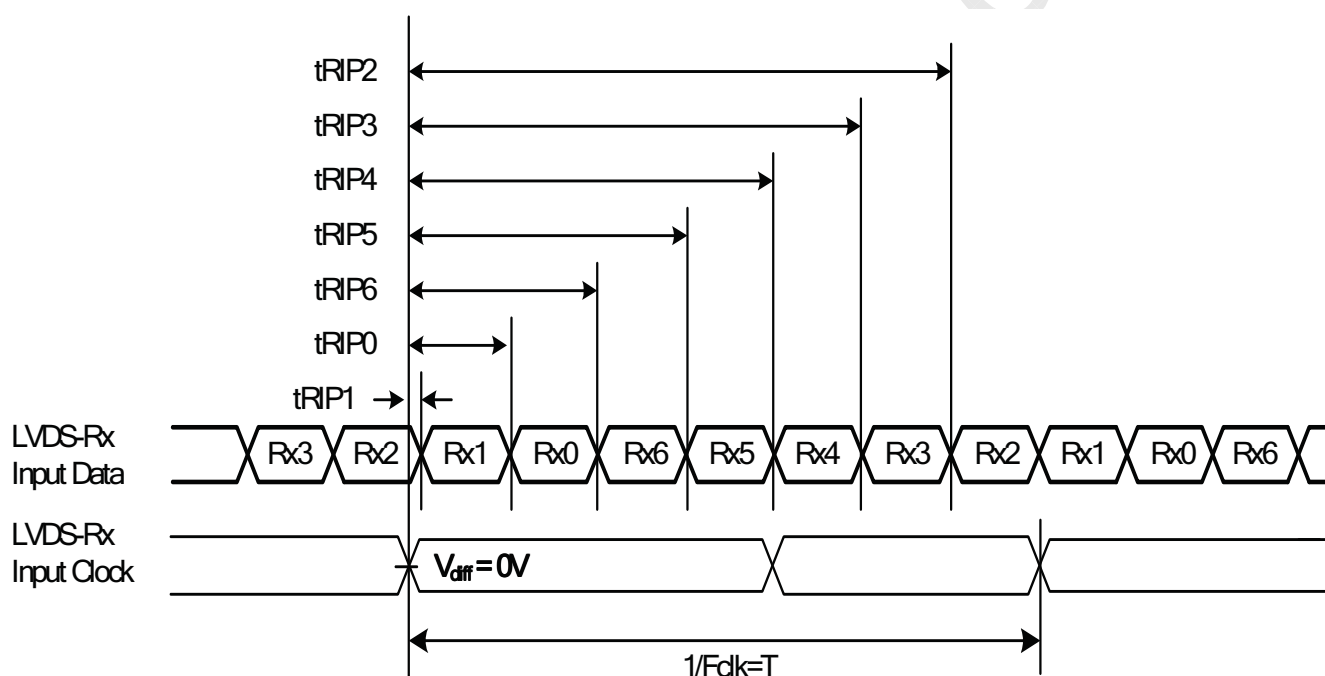 tRIP2
tRIP3
tRIP4
tRIP5
tRIP6
tRIP0
tRIP1
LVDS-Rx
Input Data
Rx3 Rx2 Rx1 Rx0 Rx6 Rx5 Rx4 Rx3 Rx2 Rx1 Rx0 Rx6
LVDS-Rx
Input Clock
Vdiff = 0V
1/Fclk=T